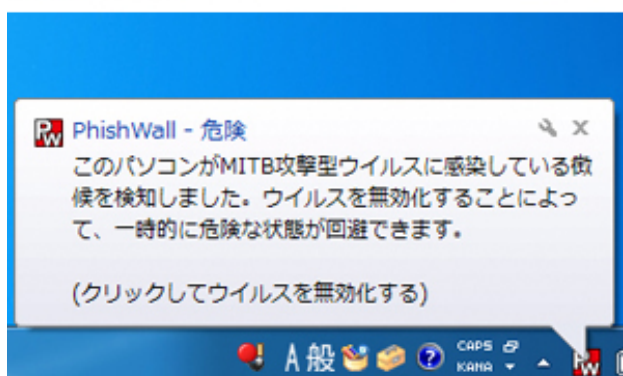 PhishWall - 危険
このパソコンがMITB攻撃型ウイルスに感染している徴
候を検知しました。ウイルスを無効化することによっ
て、一時的に危険な状態が回避できます。
(クリックしてウイルスを無効化する)
A 般 CAPS
KANA
PW